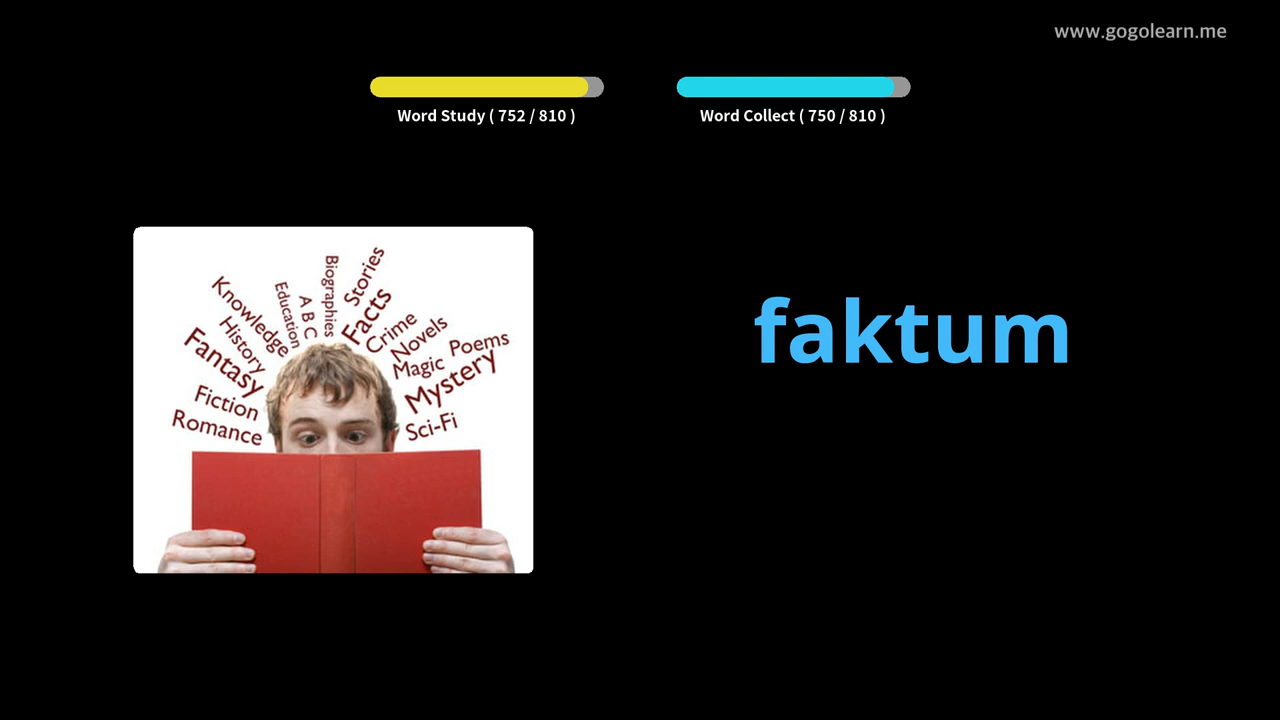 www.gogolearn.me
Word Study ( 752 / 810 )
Word Collect ( 750 / 810 )
faktum
Biographies
Stories
Education
A B C
Facts
Knowledge
History
Crime
Novels
Poems
Fantasy
Magic
Mystery
Fiction
Romance
Sci-Fi